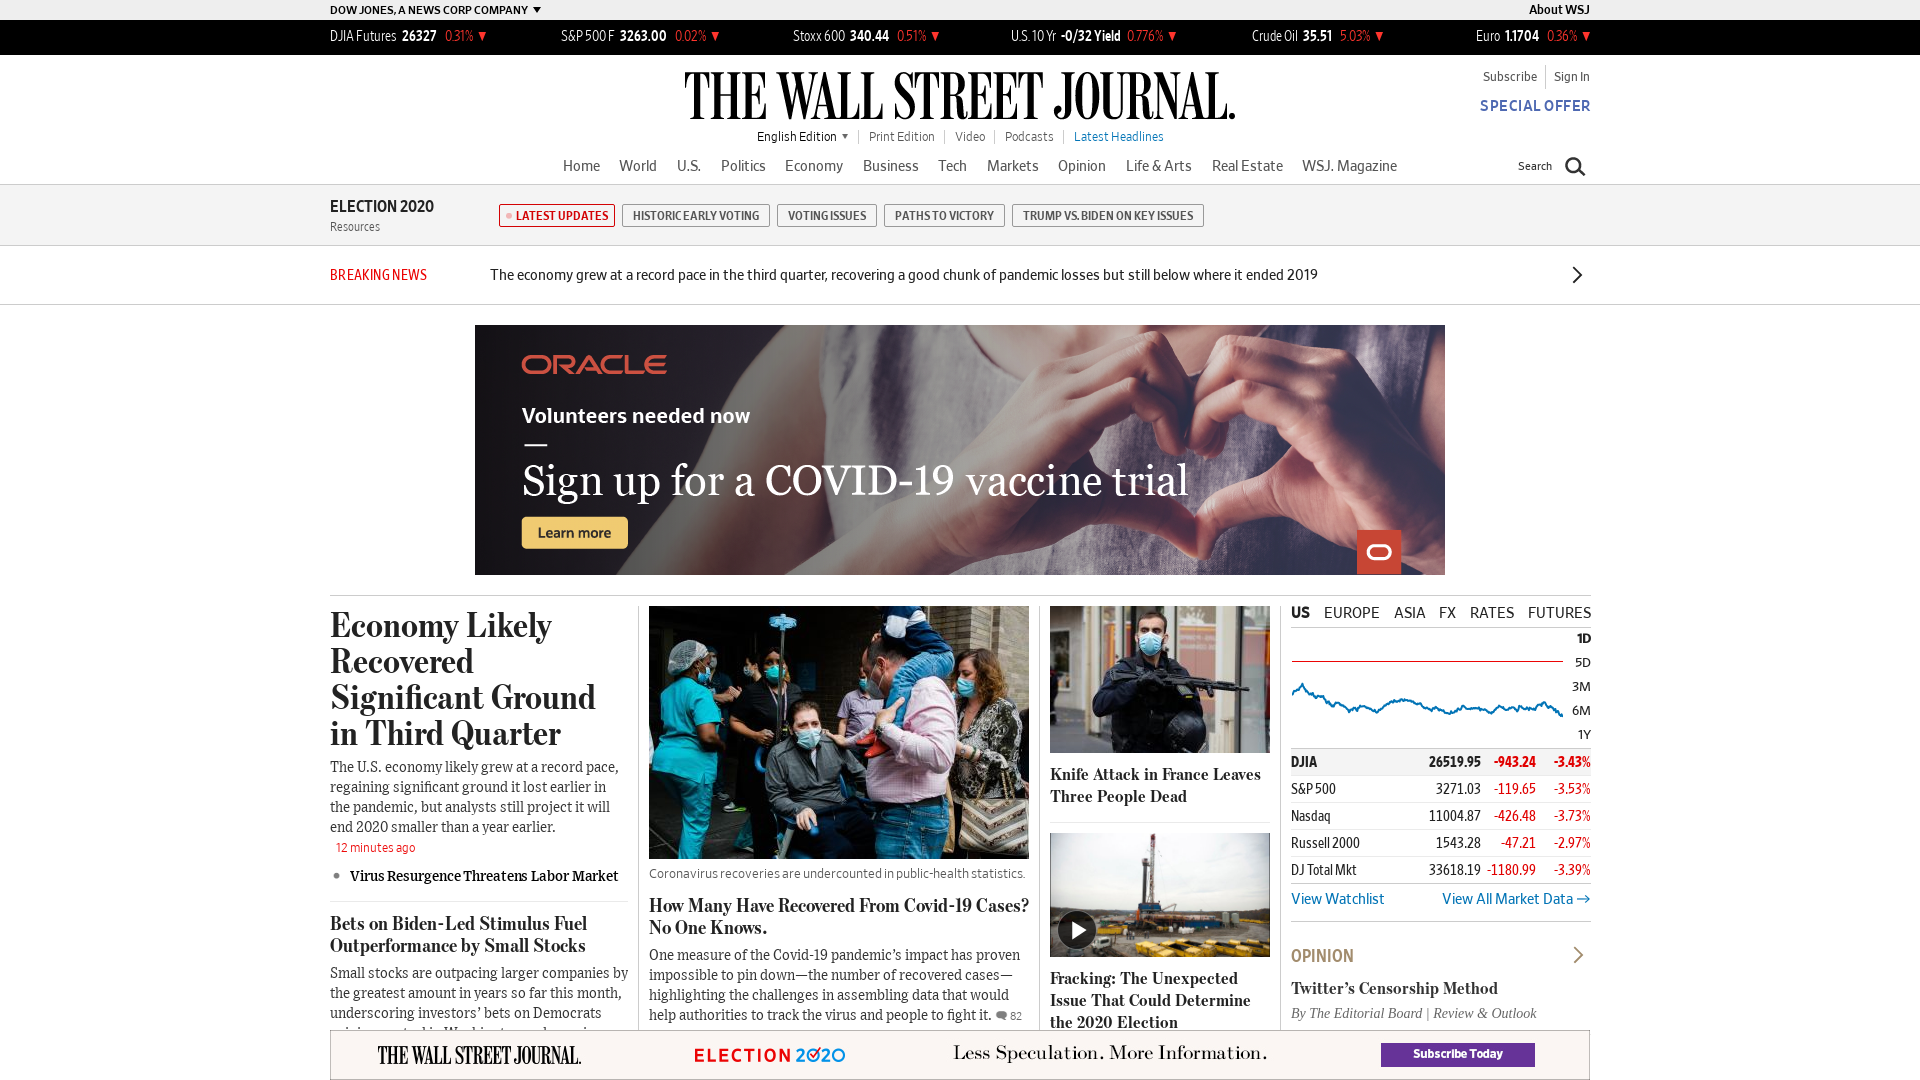 DOW JONES, A NEWS CORP COMPANY
About WSJ
DJIA Futures 26327 0.31%
S&P 500 F 3263.00 0.02%
Stoxx 600 340.44 0.51%
U.S. 10 Yr -0/32 Yield 0.776%
Crude Oil 35.51 5.03%
Euro 1.1704 0.36%
THE WALL STREET JOURNAL.
Subscribe
Sign In
SPECIAL OFFER
English Edition
Print Edition
Video
Podcasts
Latest Headlines
Home
World
U.S.
Politics
Economy
Business
Tech
Markets
Opinion
Life & Arts
Real Estate
WSJ. Magazine
Search
ELECTION 2020
Resources
LATEST UPDATES
HISTORIC EARLY VOTING
VOTING ISSUES
PATHS TO VICTORY
TRUMP VS. BIDEN ON KEY ISSUES
BREAKING NEWS
The economy grew at a record pace in the third quarter, recovering a good chunk of pandemic losses but still below where it ended 2019
ORACLE
Volunteers needed now
Sign up for a COVID-19 vaccine trial
Learn more
Economy Likely
Recovered
Significant Ground
in Third Quarter
The U.S. economy likely grew at a record pace,
regaining significant ground it lost earlier in
the pandemic, but analysts still project it will
end 2020 smaller than a year earlier.
12 minutes ago
Virus Resurgence Threatens Labor Market
Bets on Biden-Led Stimulus Fuel
Outperformance by Small Stocks
Small stocks are outpacing larger companies by
the greatest amount in years so far this month,
underscoring investors’ bets on Democrats
Coronavirus recoveries are undercounted in public-health statistics.
How Many Have Recovered From Covid-19 Cases?
No One Knows.
One measure of the Covid-19 pandemic’s impact has proven
impossible to pin down—the number of recovered cases—
highlighting the challenges in assembling data that would
help authorities to track the virus and people to fight it. 82
Knife Attack in France Leaves
Three People Dead
Fracking: The Unexpected
Issue That Could Determine
the 2020 Election
US
EUROPE
ASIA
FX
RATES
FUTURES
1D
5D
3M
6M
1Y
DJIA 26519.95 -943.24 -3.43%
S&P 500 3271.03 -119.65 -3.53%
Nasdaq 11004.87 -426.48 -3.73%
Russell 2000 1543.28 -47.21 -2.97%
DJ Total Mkt 33618.19 -1180.99 -3.39%
View Watchlist
View All Market Data
OPINION
Twitter’s Censorship Method
By The Editorial Board | Review & Outlook
THE WALL STREET JOURNAL.
ELECTION 2020
Less Speculation. More Information.
Subscribe Today